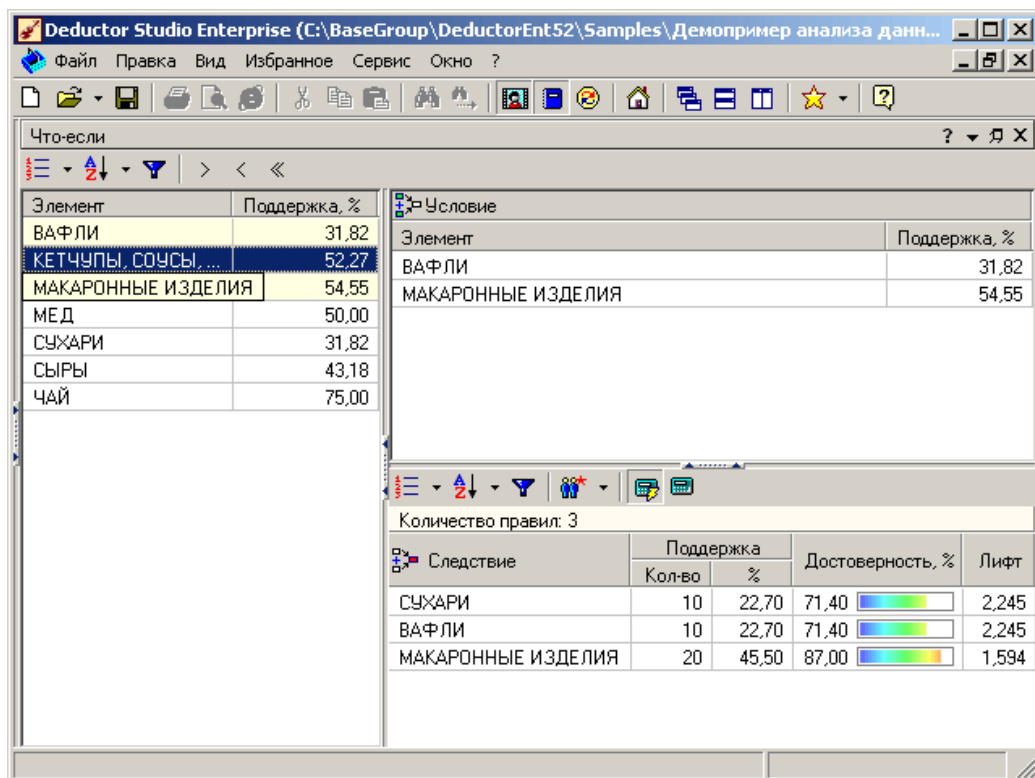 Deductor Studio Enterprise (C:\BaseGroup\DeductorEnt52\Samples\Демопример анализа данн...
Файл Правка Вид Избранное Сервис Окно ?
Что-если
Элемент Поддержка, %
ВАФЛИ 31,82
КЕТЧУПЫ, СОУСЫ, ... 52,27
МАКАРОННЫЕ ИЗДЕЛИЯ 54,55
МЕД 50,00
СУХАРИ 31,82
СЫРЫ 43,18
ЧАЙ 75,00
Условие
Элемент Поддержка, %
ВАФЛИ 31,82
МАКАРОННЫЕ ИЗДЕЛИЯ 54,55
Количество правил: 3
Следствие Поддержка Достоверность, % Лифт
Кол-во %
СУХАРИ 10 22,70 71,40 2,245
ВАФЛИ 10 22,70 71,40 2,245
МАКАРОННЫЕ ИЗДЕЛИЯ 20 45,50 87,00 1,594